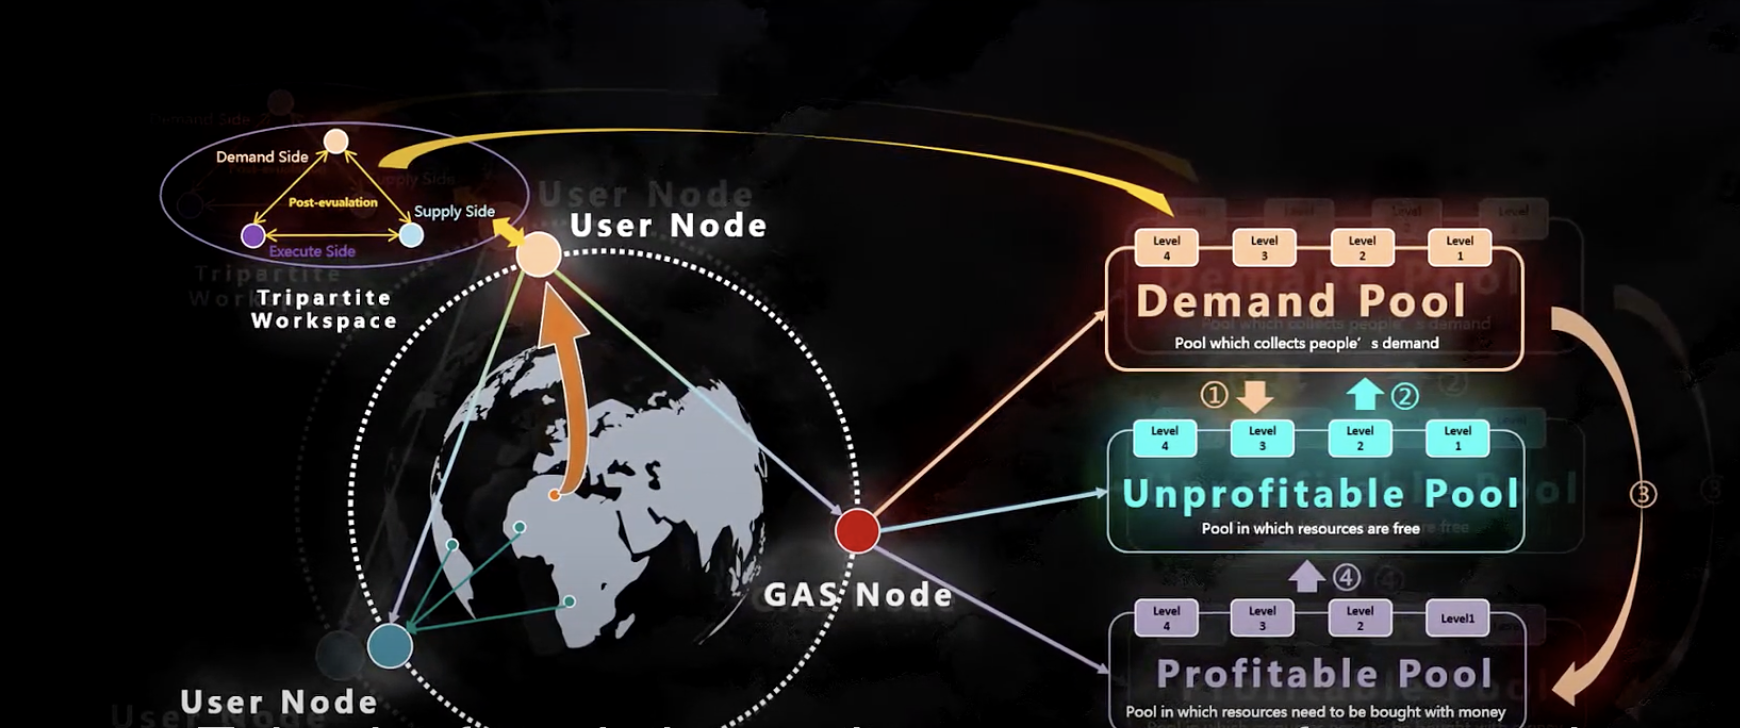 Demand Side
Post-evualation
Supply Side
Execute Side
Tripartite
Workspace
User Node
User Node
GAS Node
Level
4
Level
3
Level
2
Level
1
Demand Pool
Pool which collects people’ s demand
① ②
Level
4
Level
3
Level
2
Level
1
Unprofitable Pool
Pool in which resources are free
③
④
Level
4
Level
3
Level
2
Level1
Profitable Pool
Pool in which resources need to be bought with money